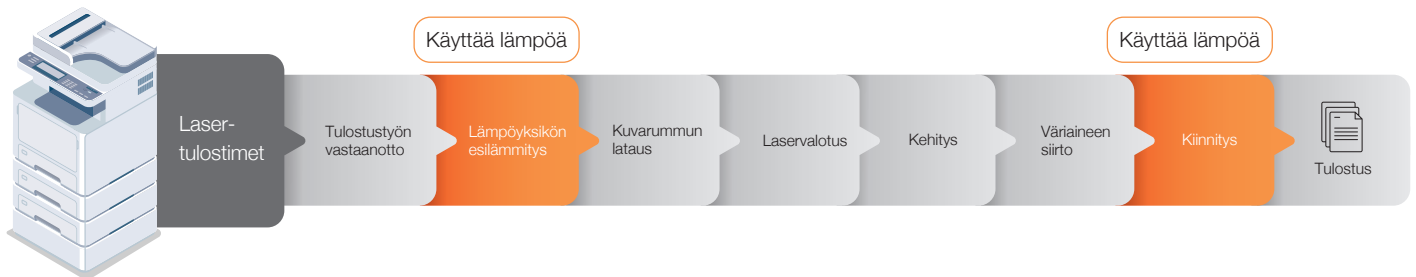 Käyttää lämpöä
Käyttää lämpöä
Laser-
tulostimet
Tulostustyön
vastaanotto
Lämpöyksikön
esilämmitys
Kuvarummun
lataus
Laservalotus
Kehitys
Väriaineen
siirto
Kiinnitys
Tulostus